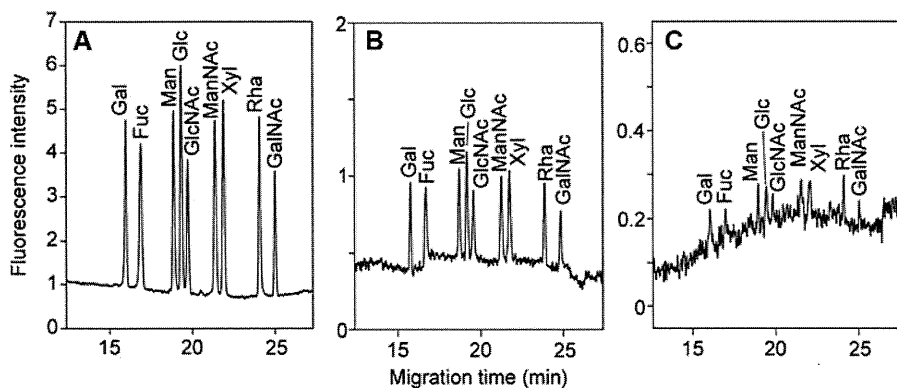 A
Fluorescence intensity
7
6
5
4
3
2
1
0
Gal
Fuc
Man
Glc
GlcNAc
ManNAc
Xyl
Rha
GalNAc
15
20
25
B
2
1
0
Gal
Fuc
Man
Glc
GlcNAc
ManNAc
Xyl
Rha
GalNAc
15
20
25
C
0.6
0.4
0.2
0
Gal
Fuc
Man
Glc
GlcNAc
ManNAc
Xyl
Rha
GalNAc
15
20
25
Migration time (min)